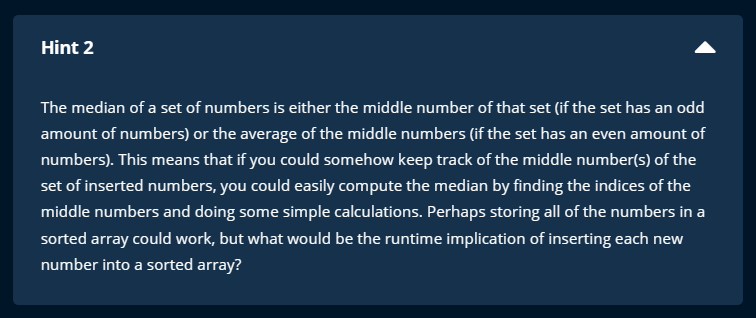 Hint 2
The median of a set of numbers is either the middle number of that set (if the set has an odd
amount of numbers) or the average of the middle numbers (if the set has an even amount of
numbers). This means that if you could somehow keep track of the middle number(s) of the
set of inserted numbers, you could easily compute the median by finding the indices of the
middle numbers and doing some simple calculations. Perhaps storing all of the numbers in a
sorted array could work, but what would be the runtime implication of inserting each new
number into a sorted array?